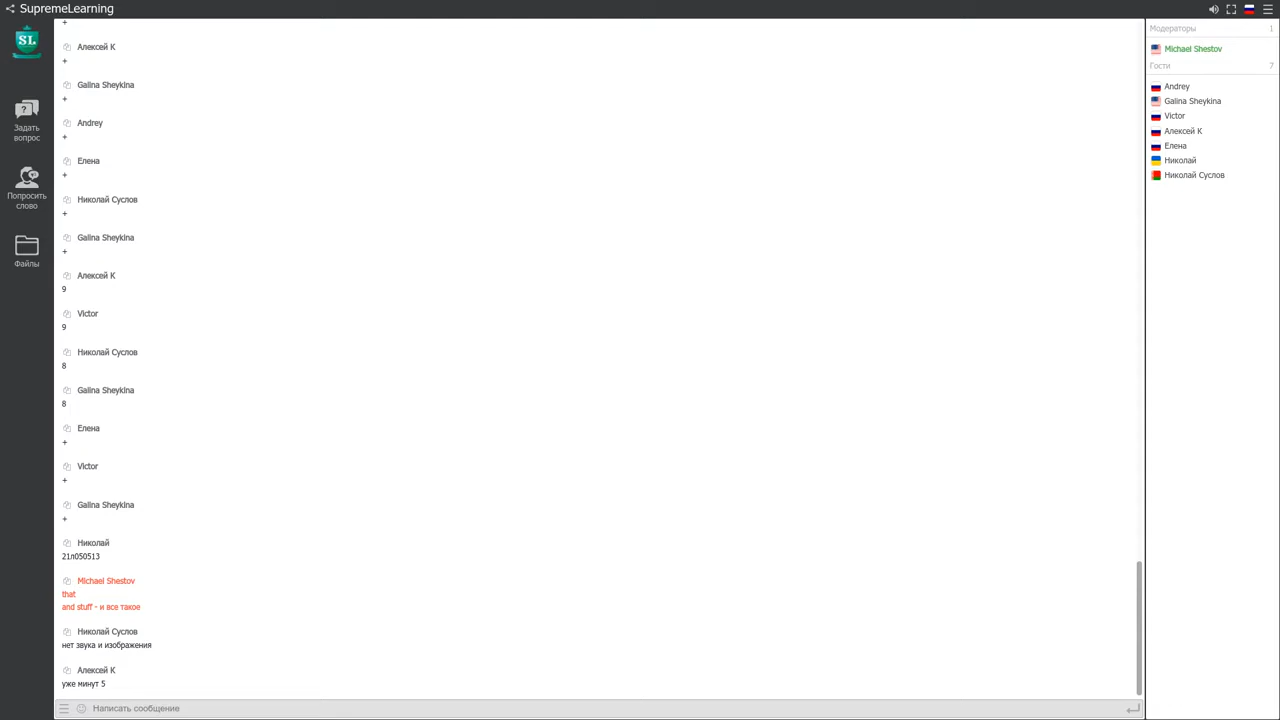 SupremeLearning
SL
Задать
вопрос
Попросить
слово
Файлы
+
Алексей К
+
Galina Sheykina
+
Andrey
+
Елена
+
Николай Суслов
+
Galina Sheykina
+
Алексей К
9
Victor
9
Николай Суслов
8
Galina Sheykina
8
Елена
+
Victor
+
Galina Sheykina
+
Николай
21л050513
Michael Shestov
that
and stuff - и все такое
Николай Суслов
нет звука и изображения
Алексей К
уже минут 5
Написать сообщение
Модераторы 1
Michael Shestov
Гости 7
Andrey
Galina Sheykina
Victor
Алексей К
Елена
Николай
Николай Суслов